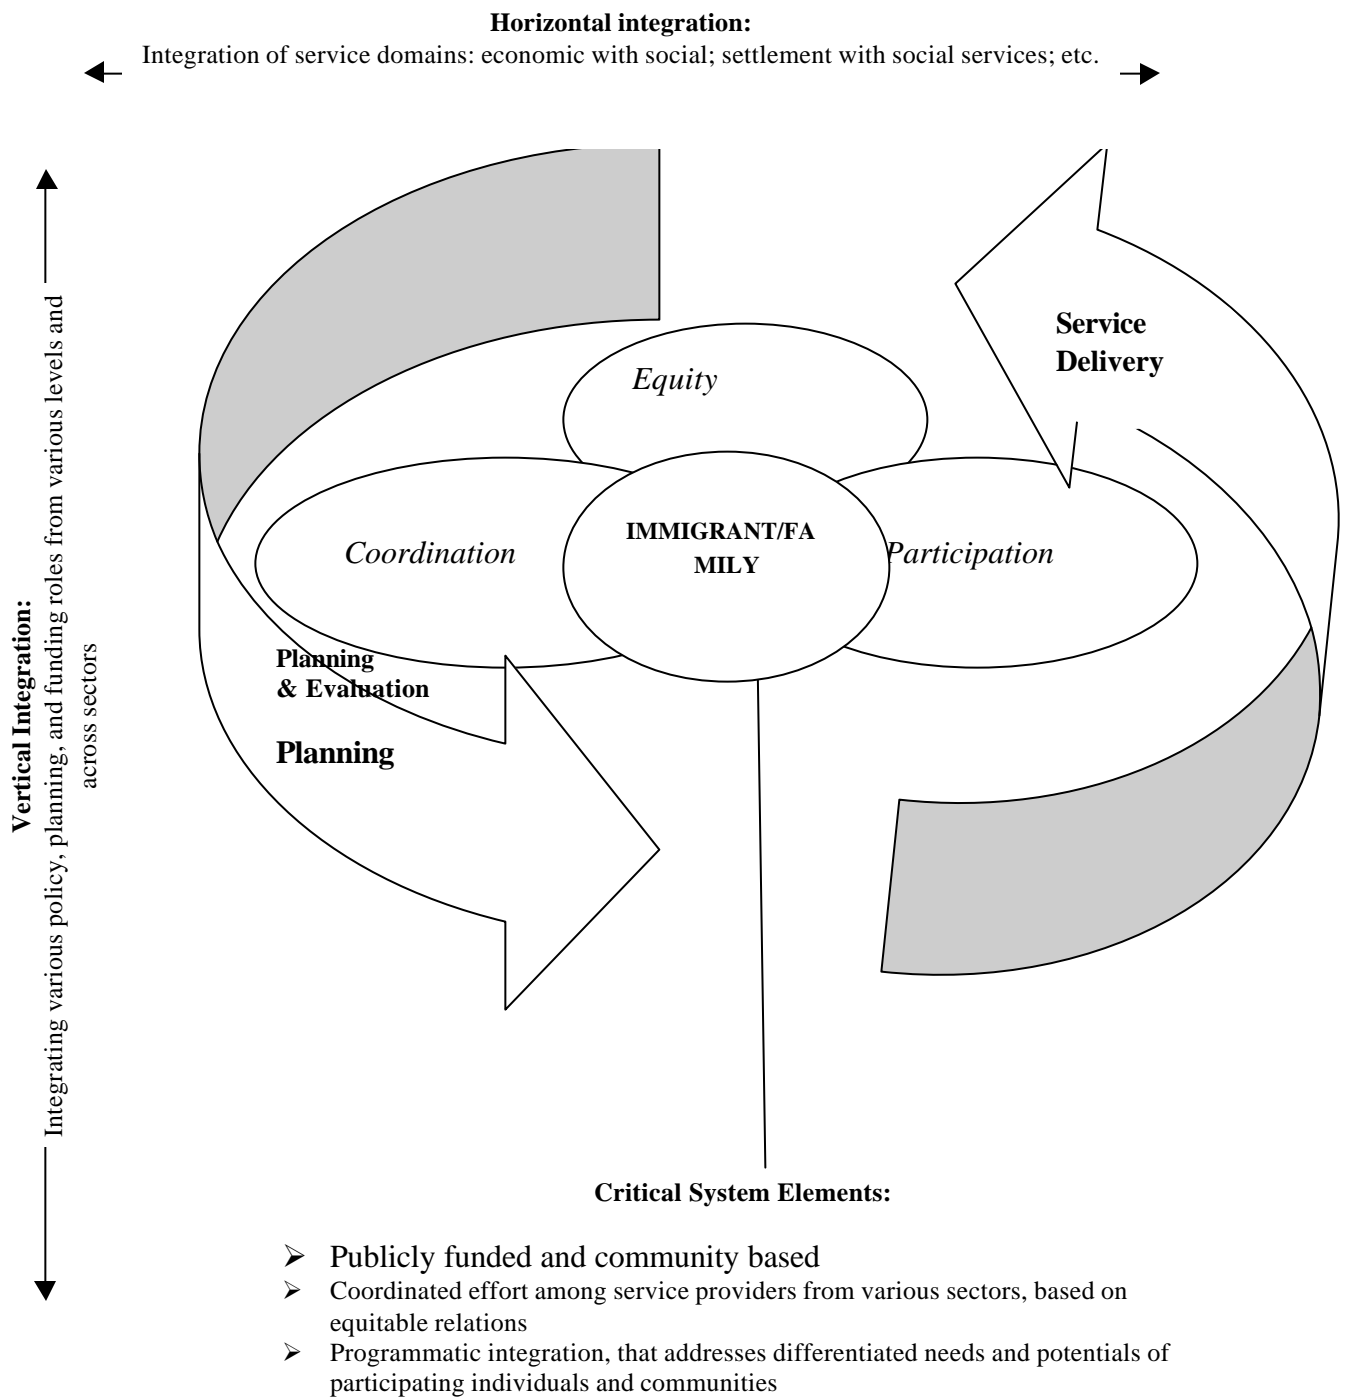 Horizontal integration:
Integration of service domains: economic with social; settlement with social services; etc.
Vertical Integration:
Integrating various policy, planning, and funding roles from various levels and
across sectors
Service
Delivery
Equity
Coordination
IMMIGRANT/FA
MILY
Participation
Planning
& Evaluation
Planning
Critical System Elements:
➢ Publicly funded and community based
➢ Coordinated effort among service providers from various sectors, based on
equitable relations
➢ Programmatic integration, that addresses differentiated needs and potentials of
participating individuals and communities